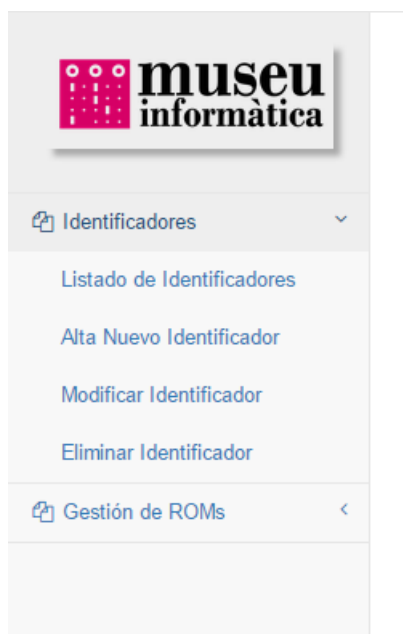 museu
informàtica
Identificadores
Listado de Identificadores
Alta Nuevo Identificador
Modificar Identificador
Eliminar Identificador
Gestión de ROMs